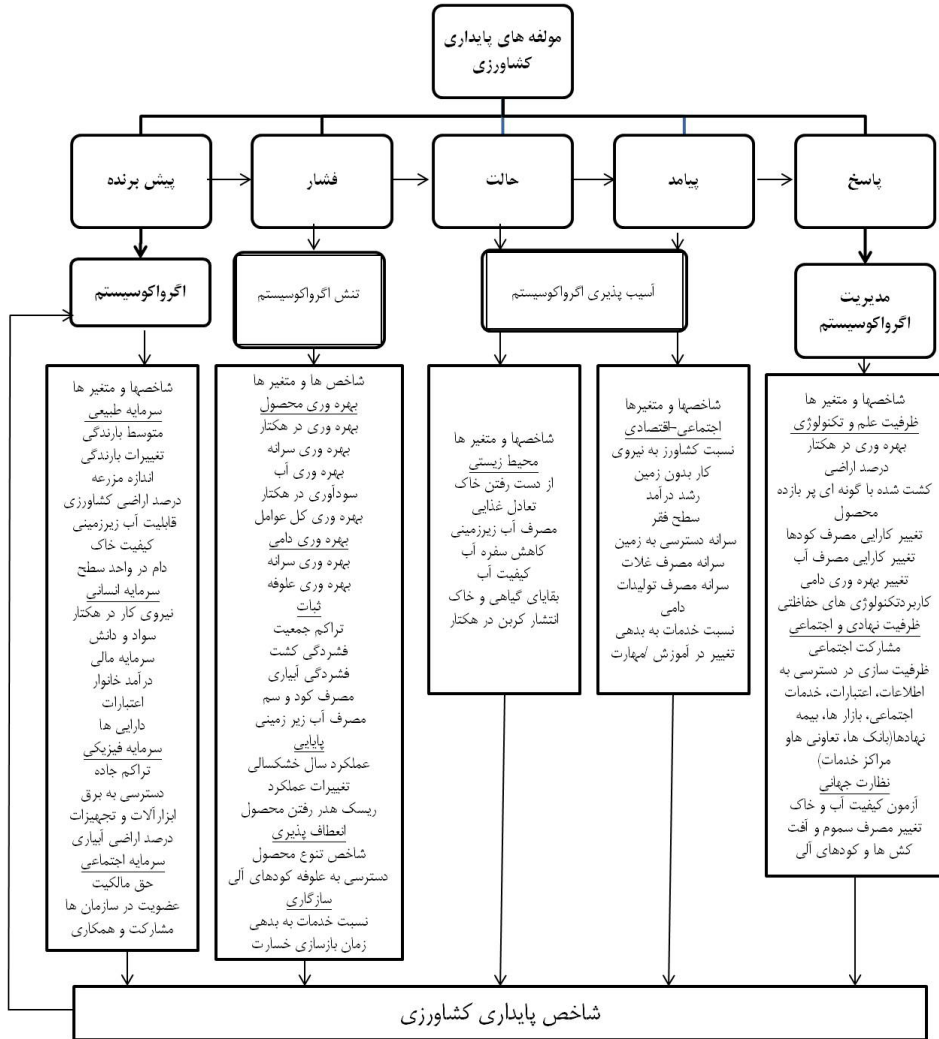 مولفه های پایداری
کشاورزی
پیش برنده
فشار
حالت
پیامد
پاسخ
اگرواکوسیستم
تنش اگرواکوسیستم
آسیب پذیری اگرواکوسیستم
مدیریت
اگرواکوسیستم
شاخصها و متغیر ها
سرمایه طبیعی
متوسط بارندگی
تغییرات بارندگی
اندازه مزرعه
درصد اراضی کشاورزی
قابلیت آب زیرزمینی
کیفیت خاک
دام در واحد سطح
سرمایه انسانی
نیروی کار در هکتار
سواد و دانش
سرمایه مالی
درآمد خانوار
اعتبارات
دارایی ها
سرمایه فیزیکی
تراکم جاده
دسترسی به برق
ابزارآلات و تجهیزات
درصد اراضی آبیاری
سرمایه اجتماعی
حق مالکیت
عضویت در سازمان ها
مشارکت و همکاری
شاخص ها و متغیر ها
بهره وری محصول
بهره وری در هکتار
بهره وری سرانه
بهره وری آب
سودآوری در هکتار
بهره وری کل عوامل
بهره وری دامی
بهره وری سرانه
بهره وری علوفه
ثبات
تراکم جمعیت
فشردگی کشت
فشردگی آبیاری
مصرف کود و سم
مصرف آب زیر زمینی
پایایی
عملکرد سال خشکسالی
تغییرات عملکرد
ریسک هدر رفتن محصول
انعطاف پذیری
شاخص تنوع محصول
دسترسی به علوفه کودهای آلی
سازگاری
نسبت خدمات به بدهی
زمان بازسازی خسارت
شاخصها و متغیر ها
محیط زیستی
از دست رفتن خاک
تعادل غذایی
مصرف آب زیرزمینی
کاهش سفره آب
کیفیت آب
بقایای گیاهی و خاک
انتشار کربن در هکتار
شاخصها و متغیرها
اجتماعی-اقتصادی
نسبت کشاورز به نیروی
کار بدون زمین
رشد درآمد
سطح فقر
سرانه دسترسی به زمین
سرانه مصرف غلات
سرانه مصرف تولیدات
دامی
نسبت خدمات به بدهی
تغییر در آموزش /مهارت
شاخصها و متغیر ها
ظرفیت علم و تکنولوژی
بهره وری در هکتار
درصد اراضی
کشت شده با گونه ای پر بازده
محصول
تغییر کارایی مصرف کودها
تغییر کارایی مصرف آب
تغییر بهره وری دامی
کاربردتکنولوژی های حفاظتی
ظرفیت نهادی و اجتماعی
مشارکت اجتماعی
ظرفیت سازی در دسترسی به
اطلاعات، اعتبارات، خدمات
اجتماعی، بازار ها، بیمه
نهادها(بانک ها، تعاونی هاو
مراکز خدمات)
نظارت جهانی
آزمون کیفیت آب و خاک
تغییر مصرف سموم و آفت
کش ها و کودهای آلی
شاخص پایداری کشاورزی